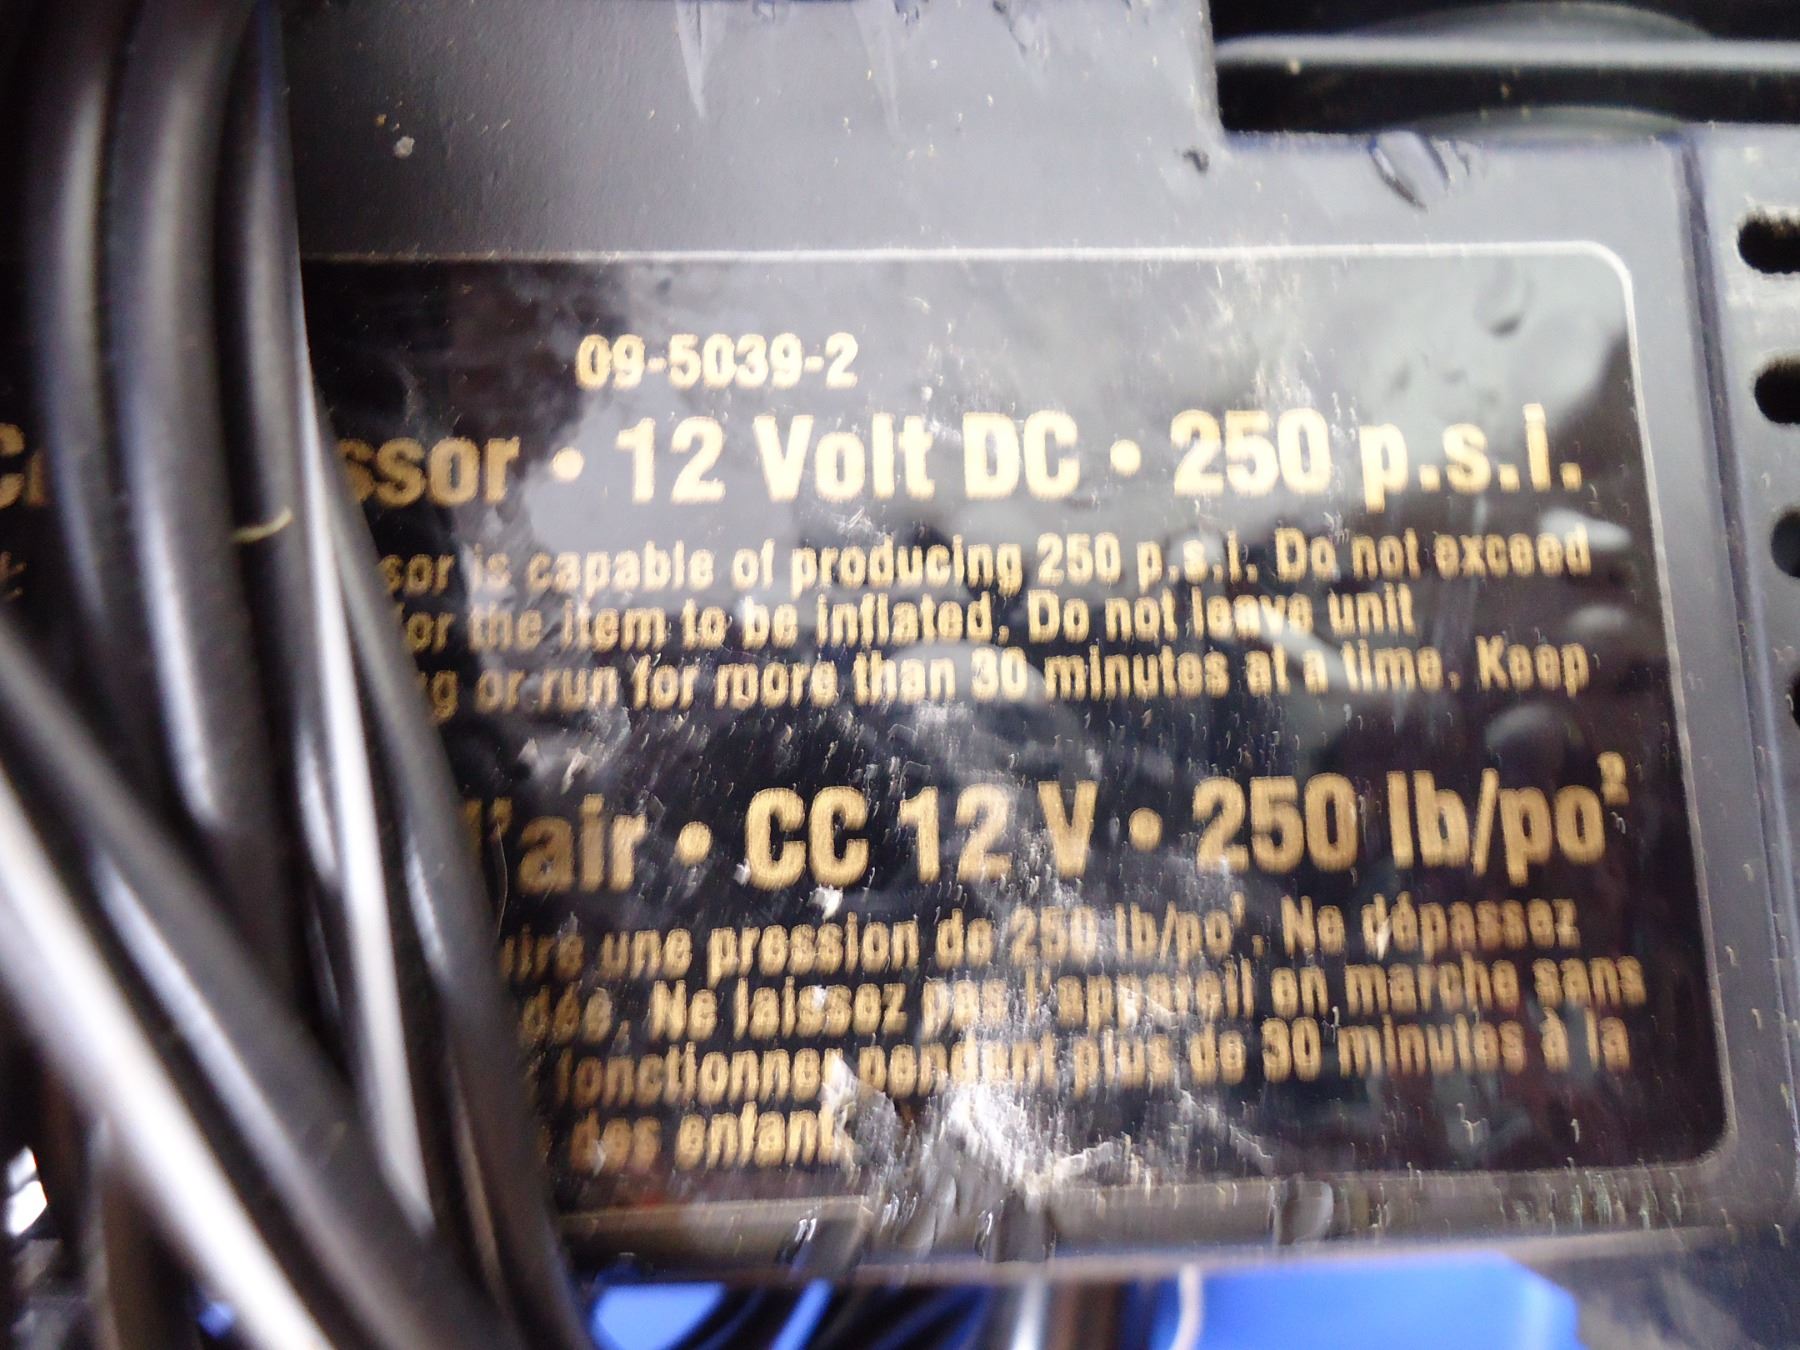 09-5039-2
ssor • 12 Volt DC • 250 p.s.i.
sor is capable of producing 250 p.s.i. Do not exceed
for the item to be inflated. Do not leave unit
g or run for more than 30 minutes at a time. Keep
l'air • CC 12 V • 250 lb/po²
uire une pression de 250 lb/po². Ne dépassez
dée. Ne laissez pas l'appareil en marche sans
fonctionner pendant plus de 30 minutes à la
des enfant